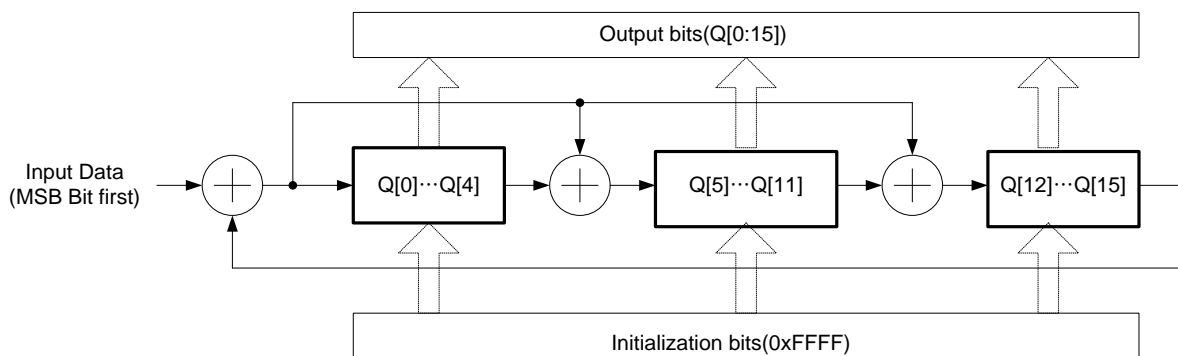 Output bits(Q[0:15])
Input Data
(MSB Bit first)
Q[0]⋯Q[4]
Q[5]⋯Q[11]
Q[12]⋯Q[15]
Initialization bits(0xFFFF)